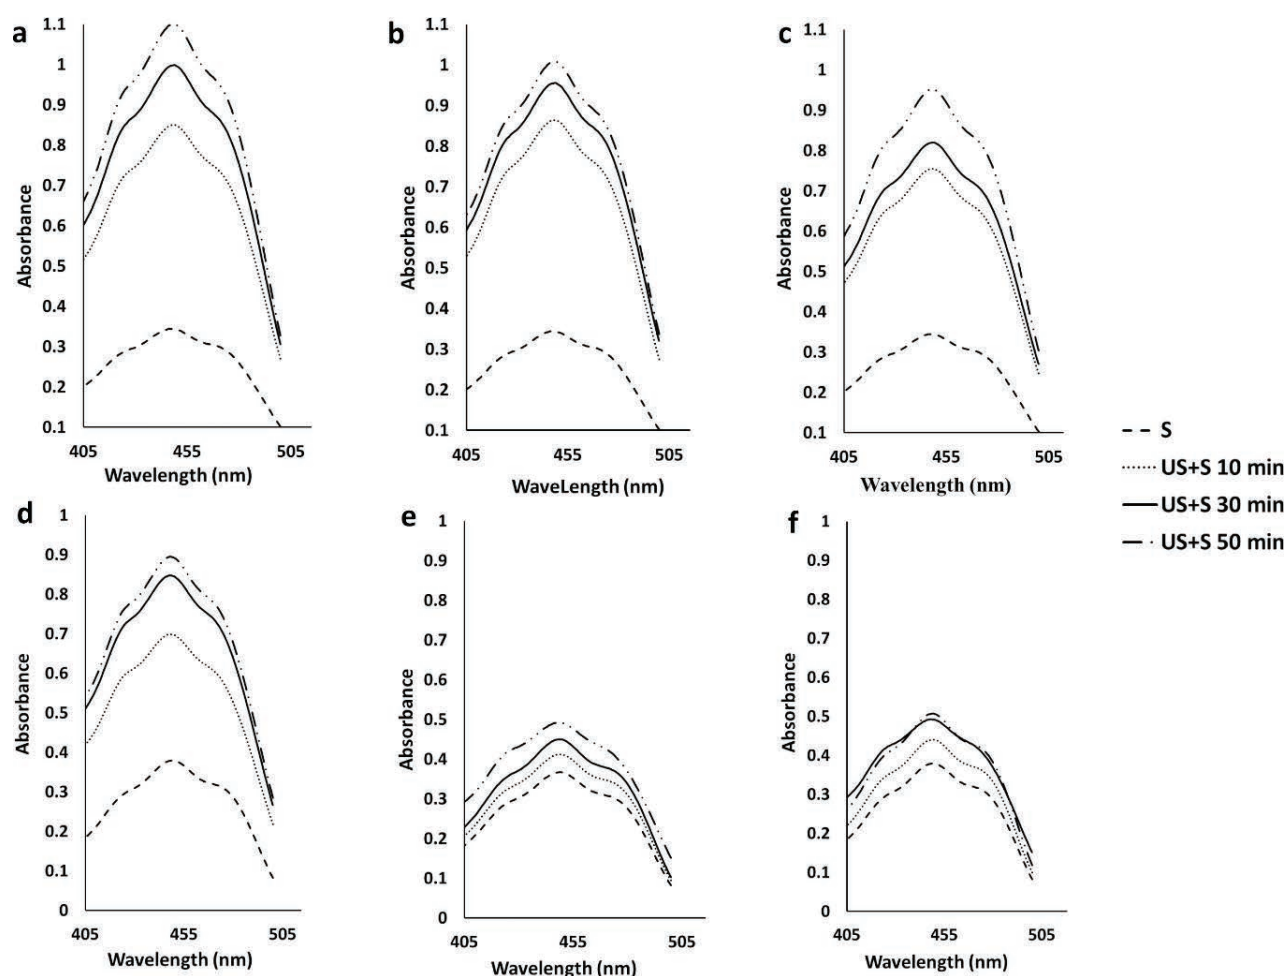 a
1.1
1
0.9
0.8
0.7
0.6
0.5
0.4
0.3
0.2
0.1
Absorbance
405 455 505
Wavelength (nm)
b
1.1
1
0.9
0.8
0.7
0.6
0.5
0.4
0.3
0.2
0.1
Absorbance
405 455 505
WaveLength (nm)
c
1.1
1
0.9
0.8
0.7
0.6
0.5
0.4
0.3
0.2
0.1
Absorbance
405 455 505
Wavelength (nm)
S
US+S 10 min
US+S 30 min
US+S 50 min
d
1
0.9
0.8
0.7
0.6
0.5
0.4
0.3
0.2
0.1
0
Absorbance
405 455 505
Wavelength (nm)
e
1
0.9
0.8
0.7
0.6
0.5
0.4
0.3
0.2
0.1
0
Absorbance
405 455 505
Wavelength (nm)
f
1
0.9
0.8
0.7
0.6
0.5
0.4
0.3
0.2
0.1
0
Absorbance
405 455 505
Wavelength (nm)